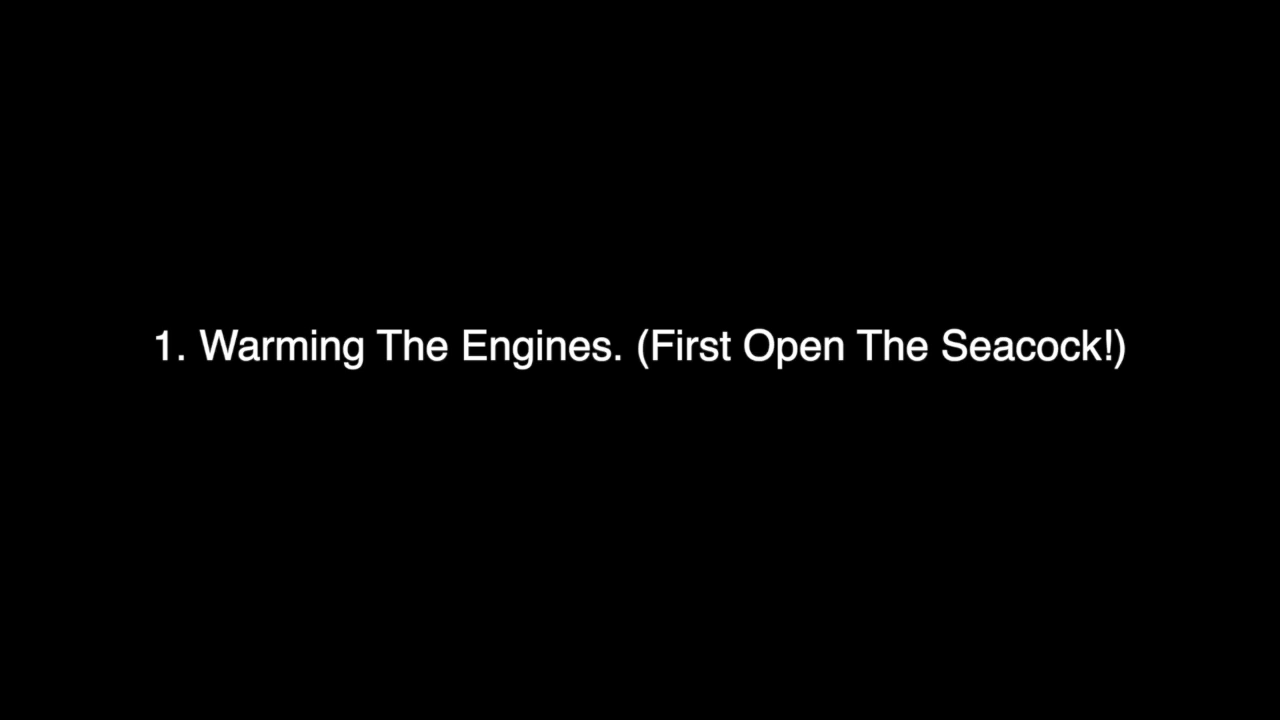 1. Warming The Engines. (First Open The Seacock!)